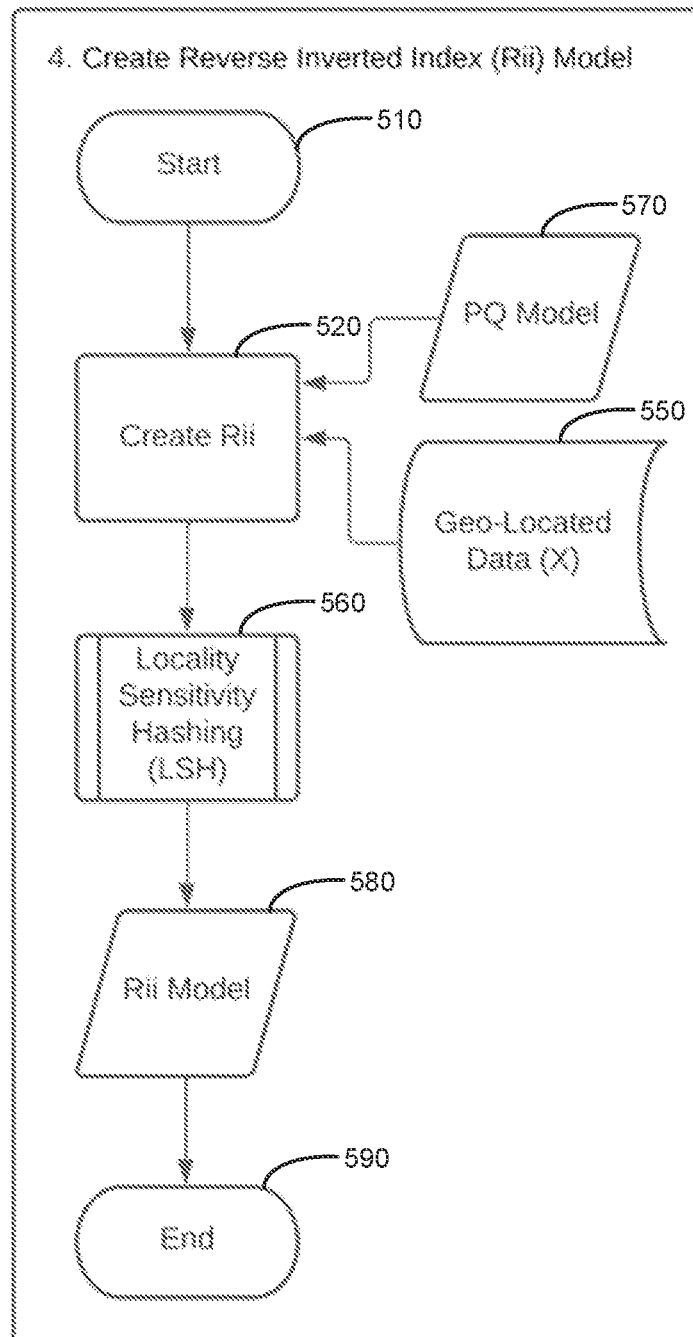 4. Create Reverse Inverted Index (Rii) Model
510
Start
570
PQ Model
520
Create Rii
550
Geo-Located
Data (X)
560
Locality
Sensitivity
Hashing
(LSH)
580
Rii Model
590
End